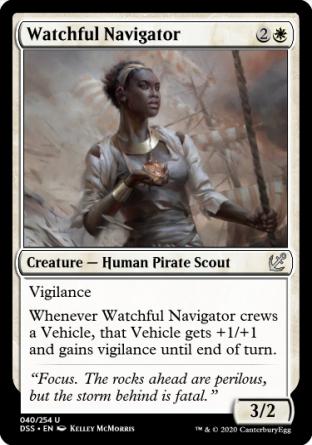 Watchful Navigator 2
Creature — Human Pirate Scout
Vigilance
Whenever Watchful Navigator crews
a Vehicle, that Vehicle gets +1/+1
and gains vigilance until end of turn.
“Focus. The rocks ahead are perilous,
but the storm behind is fatal.”
3/2
040/254 U
DSS • EN KELLEY MCMORRIS
™ & © 2020 CanterburyEgg